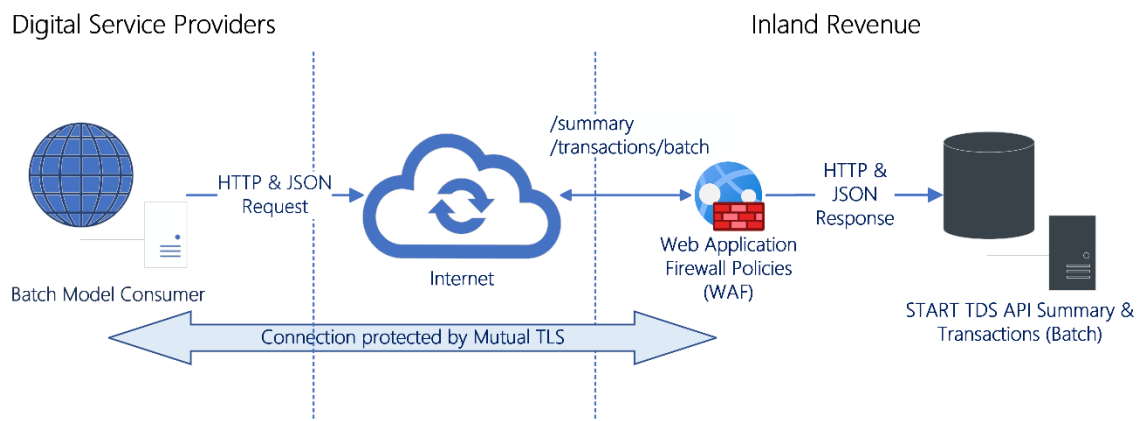 Digital Service Providers
Inland Revenue
/summary
/transactions/batch
HTTP & JSON
Request
HTTP &
JSON
Response
Internet
Web Application
Firewall Policies
(WAF)
Batch Model Consumer
START TDS API Summary &
Transactions (Batch)
Connection protected by Mutual TLS